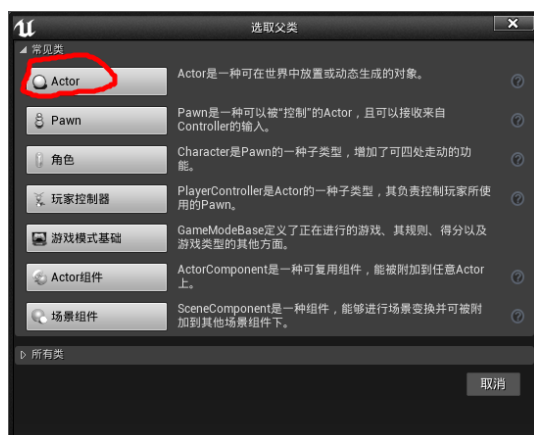 选取父类
常见类
Actor
Actor是一种可在世界中放置或动态生成的对象。
Pawn
Pawn是一种可以被“控制”的Actor，且可以接收来自
Controller的输入。
角色
Character是Pawn的一种子类型，增加了可四处走动的功
能。
玩家控制器
PlayerController是Actor的一种子类型，其负责控制玩家所使
用的Pawn。
游戏模式基础
GameModeBase定义了正在进行的游戏、其规则、得分以及
游戏类型的其他方面。
Actor组件
ActorComponent是一种可复用组件，能被附加到任意Actor
上。
场景组件
SceneComponent是一种组件，能够进行场景变换并可被附
加到其他场景组件下。
所有类
取消